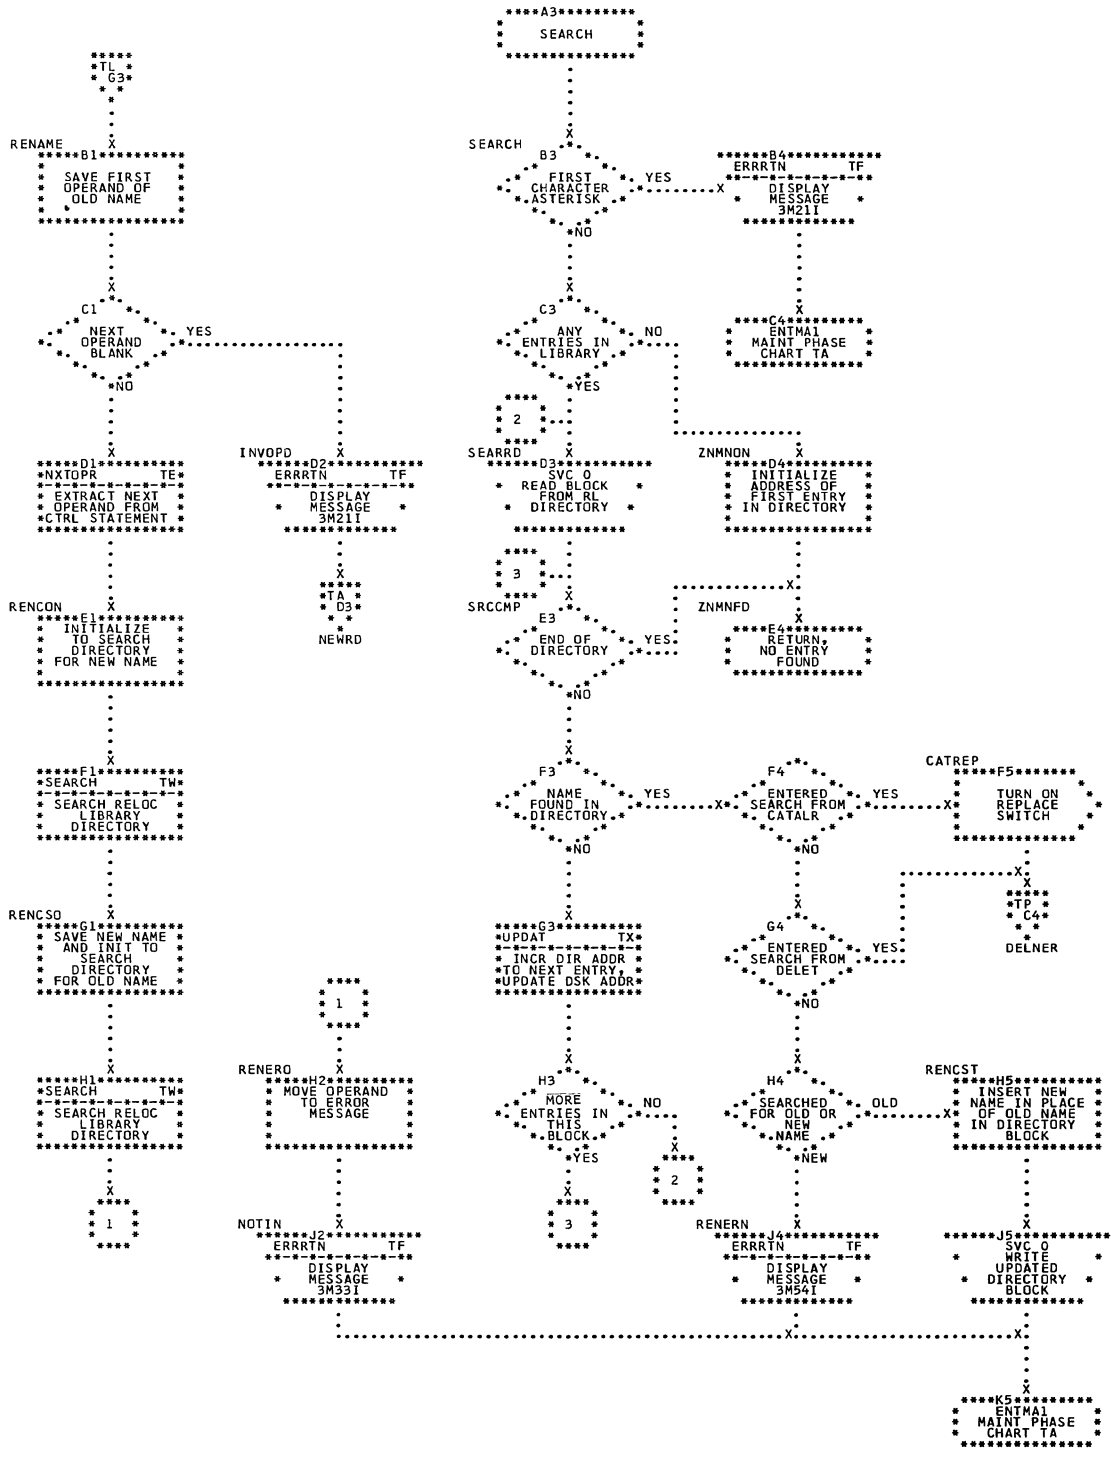 A3
SEARCH
TL
G3
RENAME
B1
SAVE FIRST
OPERAND OF
OLD NAME
SEARCH
B3
FIRST
CHARACTER
ASTERISK
YES
NO
B4
ERRRTN TF
DISPLAY
MESSAGE
3M21I
C1
NEXT
OPERAND
BLANK
YES
NO
C3
ANY
ENTRIES IN
LIBRARY
NO
YES
C4
ENTMA1
MAINT PHASE
CHART TA
2
D1
NXTOPR TE
EXTRACT NEXT
OPERAND FROM
CTRL STATEMENT
INVOPD
D2
ERRRTN TF
DISPLAY
MESSAGE
3M21I
SEARRD
D3
SVC 0
READ BLOCK
FROM RL
DIRECTORY
ZNMNON
D4
INITIALIZE
ADDRESS OF
FIRST ENTRY
IN DIRECTORY
3
TA
D3
NEWRD
RENCON
E1
INITIALIZE
TO SEARCH
DIRECTORY
FOR NEW NAME
SRCCMP
E3
END OF
DIRECTORY
YES
NO
ZNMNFD
E4
RETURN,
NO ENTRY
FOUND
F1
SEARCH TW
SEARCH RELOC
LIBRARY
DIRECTORY
F3
NAME
FOUND IN
DIRECTORY
YES
NO
F4
ENTERED
SEARCH FROM
CATALR
YES
NO
CATREP
F5
TURN ON
REPLACE
SWITCH
TP
C4
DELNER
RENCSO
G1
SAVE NEW NAME
AND INIT TO
SEARCH
DIRECTORY
FOR OLD NAME
G3
UPDAT TX
INCR DIR ADDR
TO NEXT ENTRY,
UPDATE DSK ADDR
G4
ENTERED
SEARCH FROM
DELET
YES
NO
1
H1
SEARCH TW
SEARCH RELOC
LIBRARY
DIRECTORY
RENERO
H2
MOVE OPERAND
TO ERROR
MESSAGE
H3
MORE
ENTRIES IN
THIS
BLOCK
NO
YES
H4
SEARCHED
FOR OLD OR
NEW
NAME
OLD
NEW
RENCST
H5
INSERT NEW
NAME IN PLACE
OF OLD NAME
IN DIRECTORY
BLOCK
2
1
3
NOTIN
J2
ERRRTN TF
DISPLAY
MESSAGE
3M33I
RENERN
J4
ERRRTN TF
DISPLAY
MESSAGE
3M54I
J5
SVC 0
WRITE
UPDATED
DIRECTORY
BLOCK
K5
ENTMA1
MAINT PHASE
CHART TA